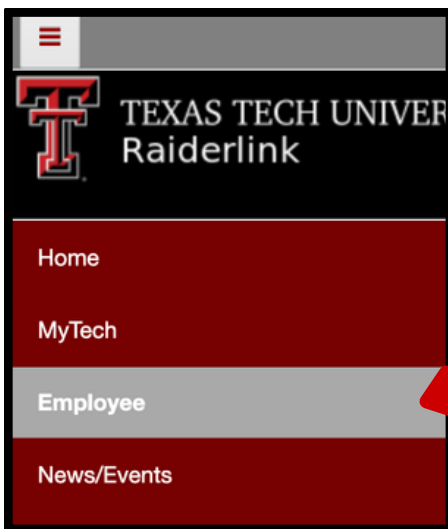 TEXAS TECH UNIVER
Raiderlink
Home
MyTech
Employee
News/Events